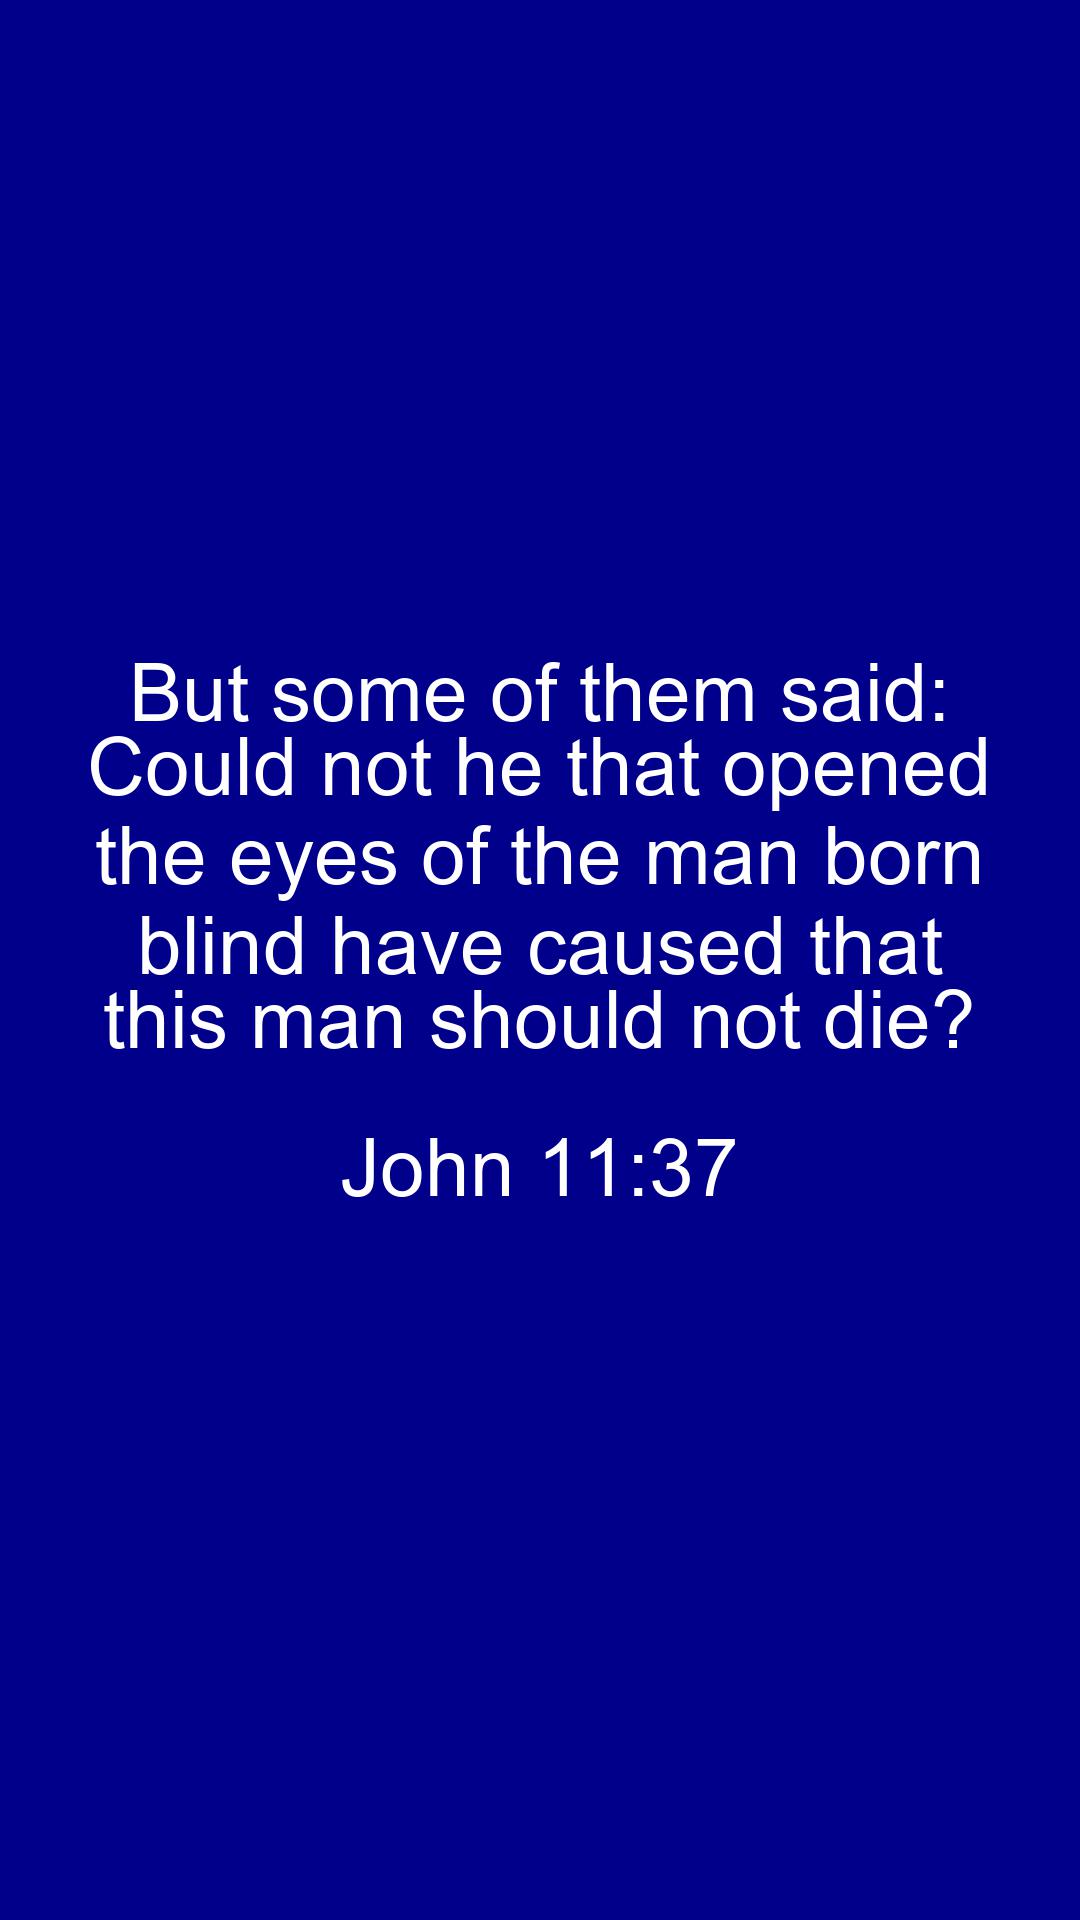 But some of them said:
Could not he that opened
the eyes of the man born
blind have caused that
this man should not die?
John 11:37